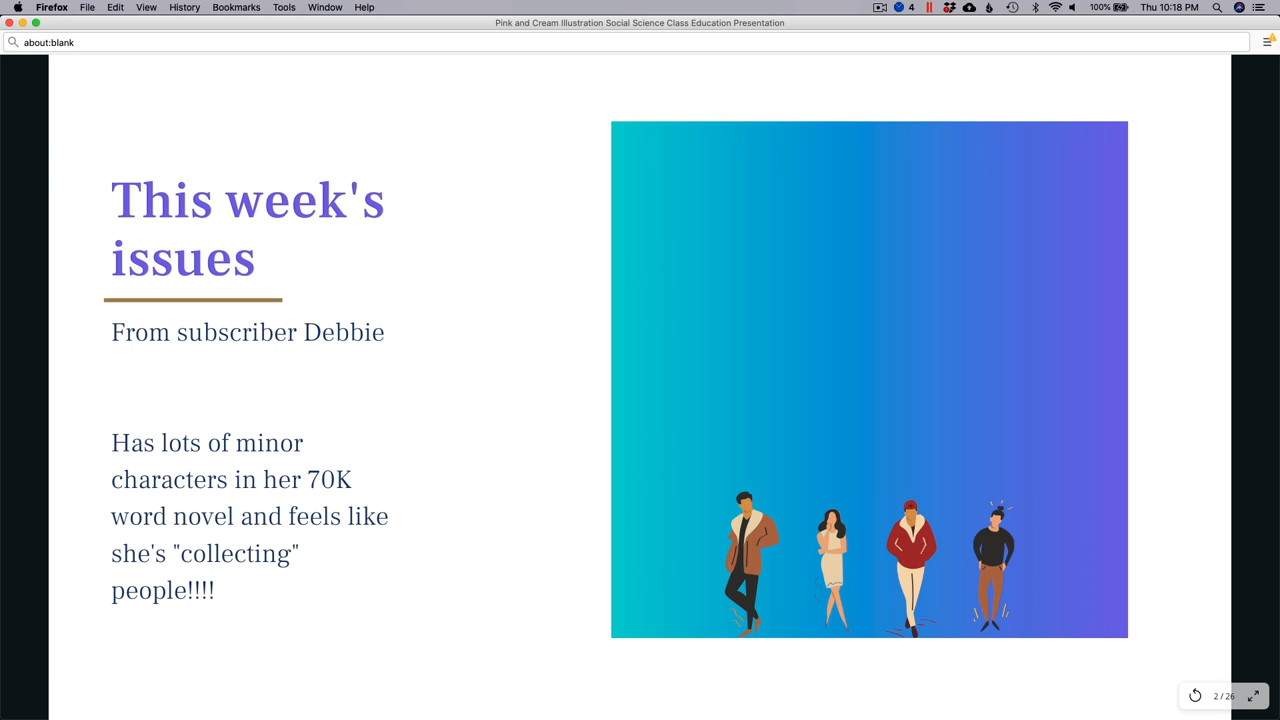 Firefox File Edit View History Bookmarks Tools Window Help 4 100% Thu 10:18 PM
Pink and Cream Illustration Social Science Class Education Presentation
about:blank
This week's
issues
From subscriber Debbie
Has lots of minor
characters in her 70K
word novel and feels like
she's "collecting"
people!!!!
2 / 26